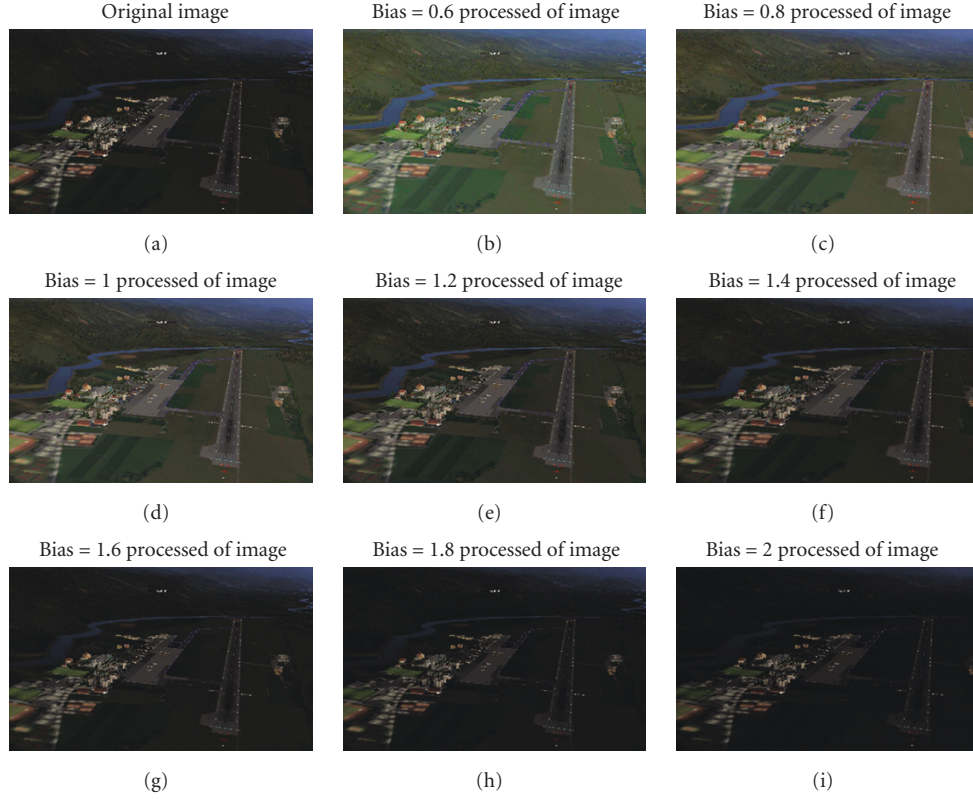 Original image
Bias = 0.6 processed of image
Bias = 0.8 processed of image
(a)
(b)
(c)
Bias = 1 processed of image
Bias = 1.2 processed of image
Bias = 1.4 processed of image
(d)
(e)
(f)
Bias = 1.6 processed of image
Bias = 1.8 processed of image
Bias = 2 processed of image
(g)
(h)
(i)